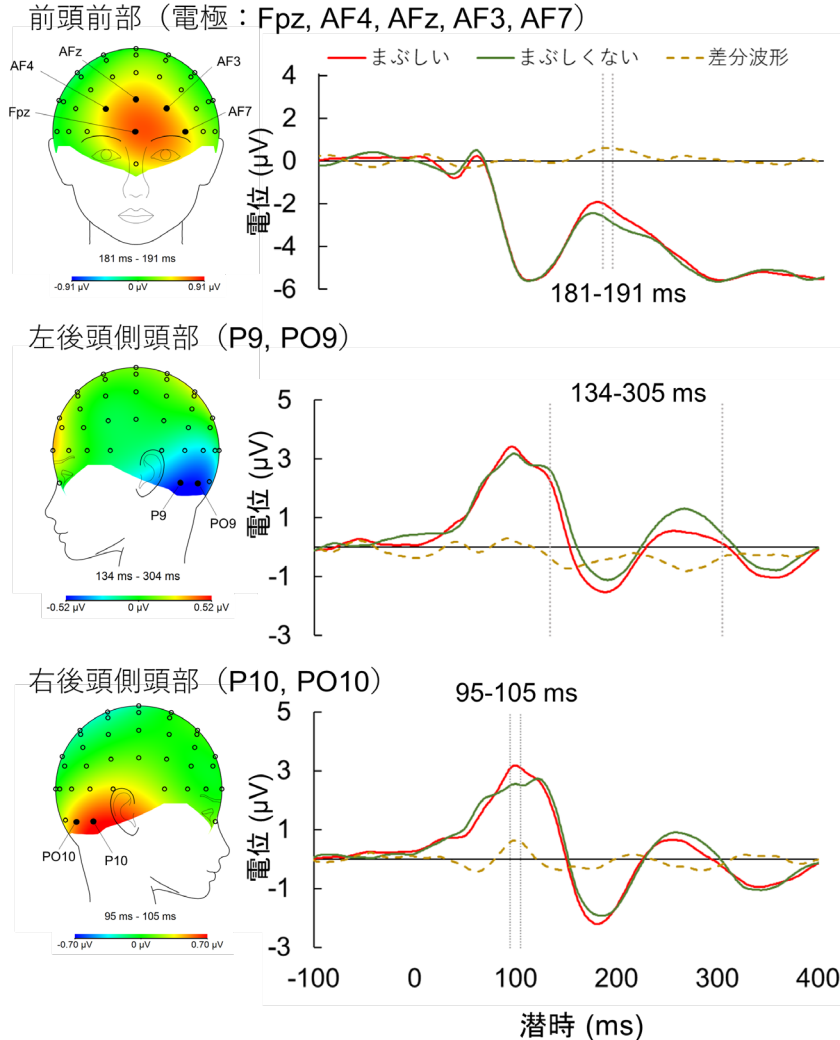 前頭前部（電極：Fpz, AF4, AFz, AF3, AF7）
まぶしい まぶしくない 差分波形
AFz
AF4 AF3
Fpz AF7
181 ms - 191 ms
-0.91 µV 0 µV 0.91 µV
電位 (µV)
4
2
0
-2
-4
-6
181-191 ms
左後頭側頭部（P9, PO9）
P9 PO9
134 ms - 304 ms
-0.52 µV 0 µV 0.52 µV
134-305 ms
電位 (µV)
5
3
1
-1
-3
右後頭側頭部（P10, PO10）
PO10 P10
95 ms - 105 ms
-0.70 µV 0 µV 0.70 µV
95-105 ms
電位 (µV)
5
3
1
-1
-3
-100 0 100 200 300 400
潜時 (ms)